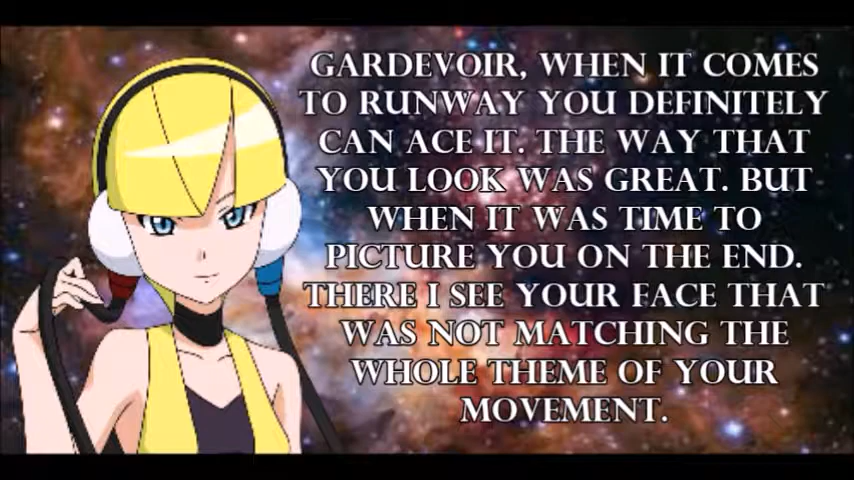 GARDEVOIR, WHEN IT COMES
TO RUNWAY YOU DEFINITELY
CAN ACE IT. THE WAY THAT
YOU LOOK WAS GREAT. BUT
WHEN IT WAS TIME TO
PICTURE YOU ON THE END.
THERE I SEE YOUR FACE THAT
WAS NOT MATCHING THE
WHOLE THEME OF YOUR
MOVEMENT.